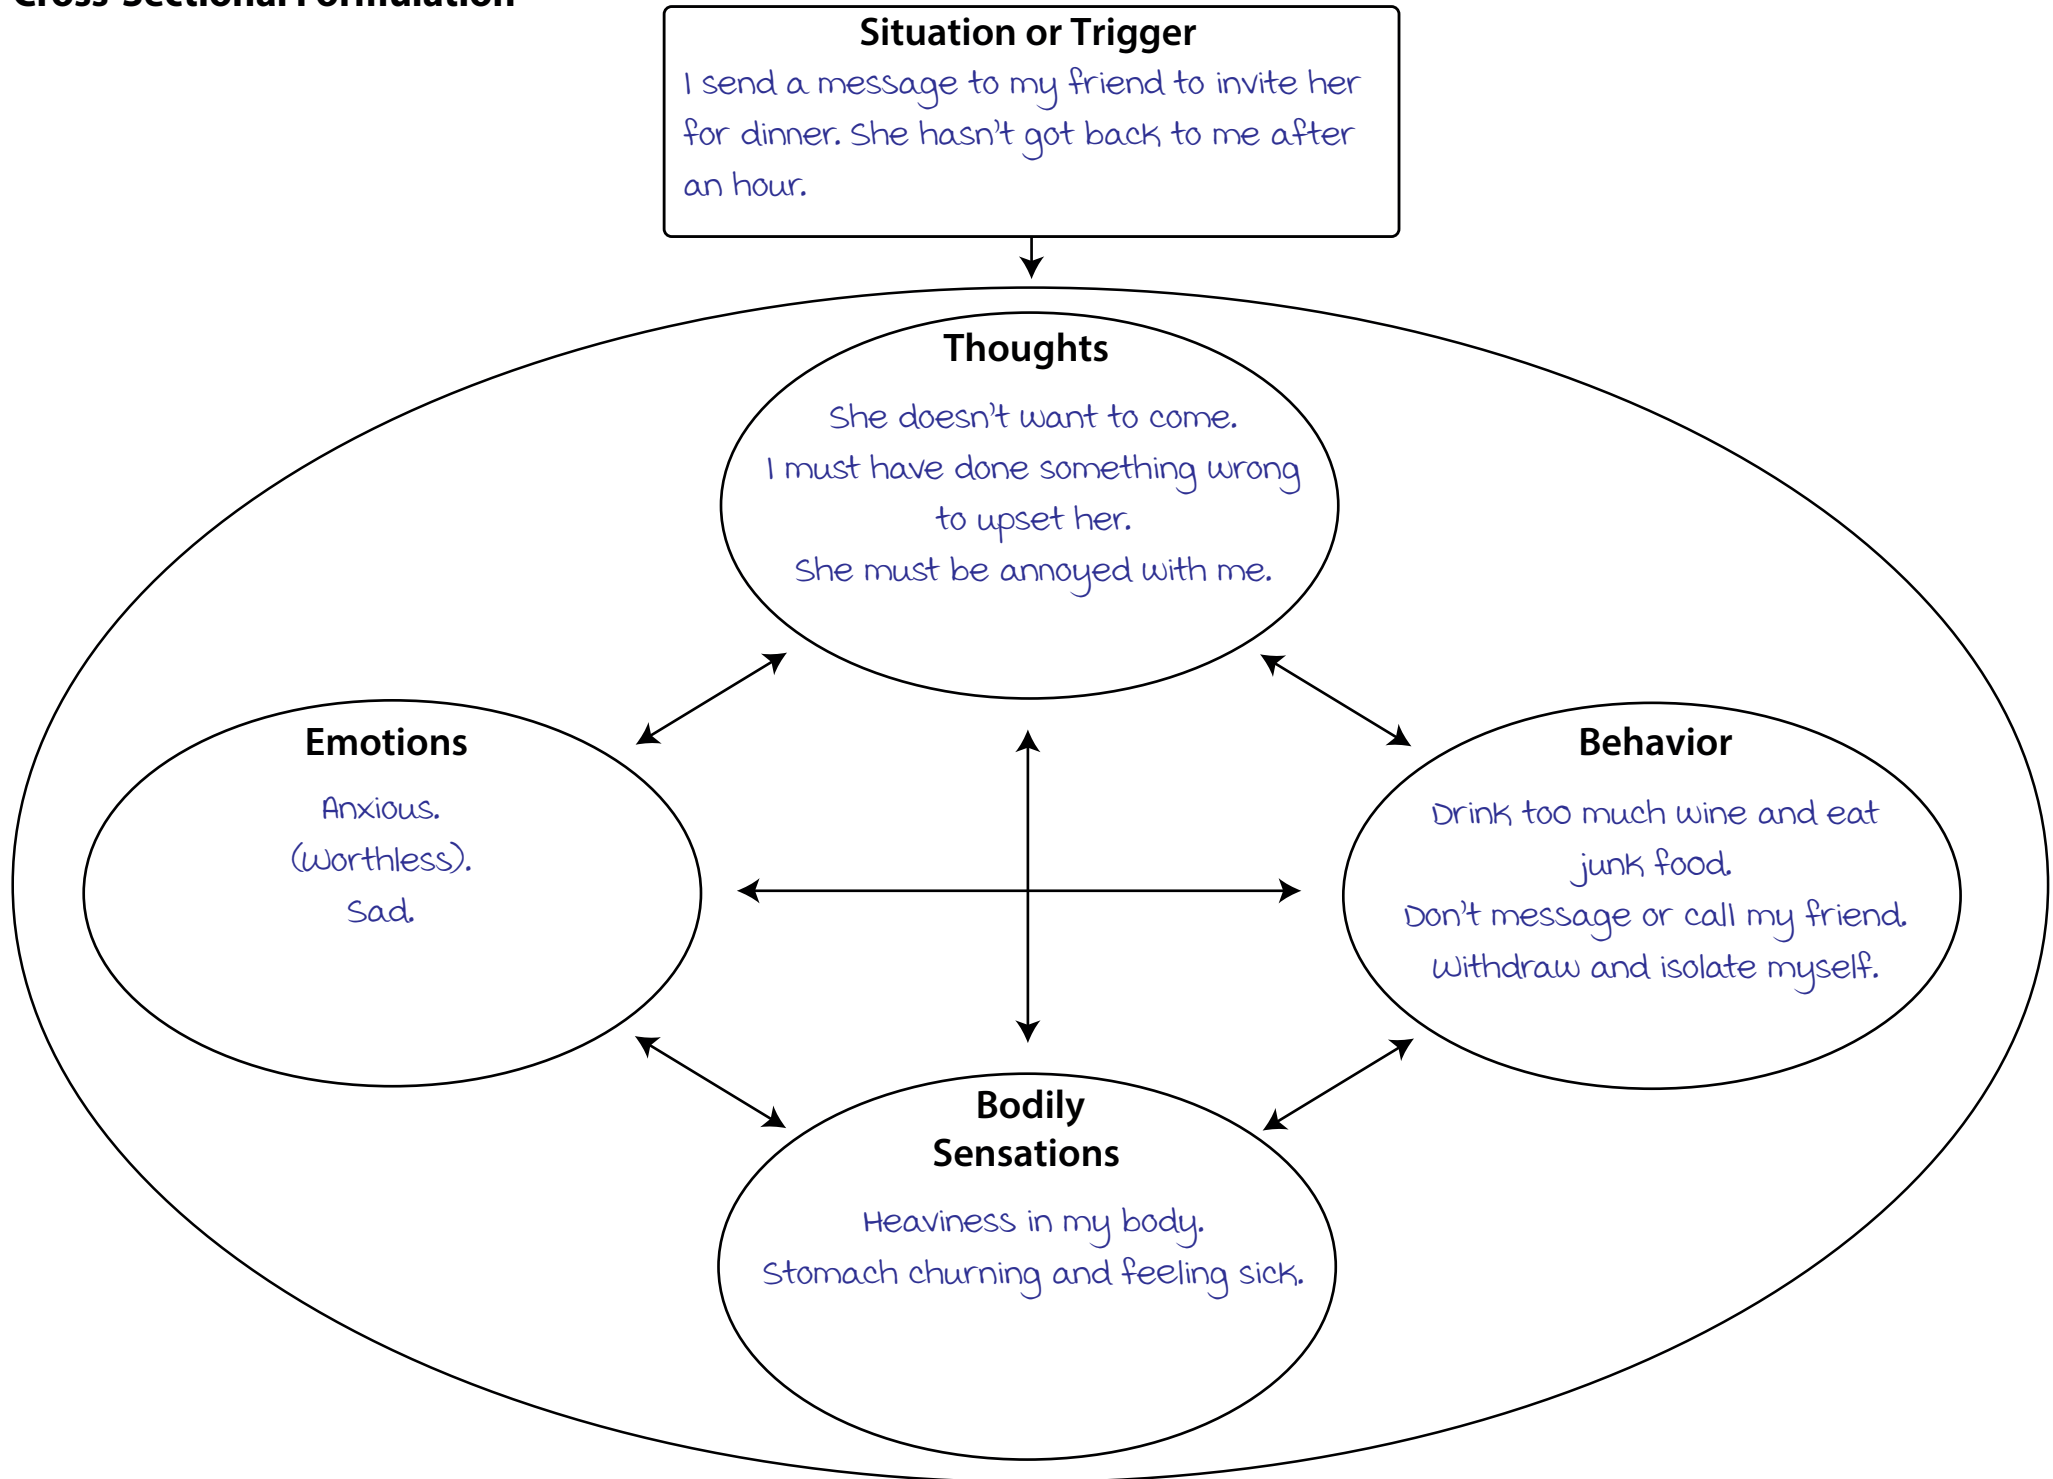 Cross-Sectional Formulation
Situation or Trigger
I send a message to my friend to invite her
for dinner. She hasn't got back to me after
an hour.
Thoughts
She doesn't want to come.
I must have done something wrong
to upset her.
She must be annoyed with me.
Emotions
Anxious.
(Worthless).
Sad.
Behavior
Drink too much wine and eat
junk food.
Don't message or call my friend.
Withdraw and isolate myself.
Bodily
Sensations
Heaviness in my body.
Stomach churning and feeling sick.